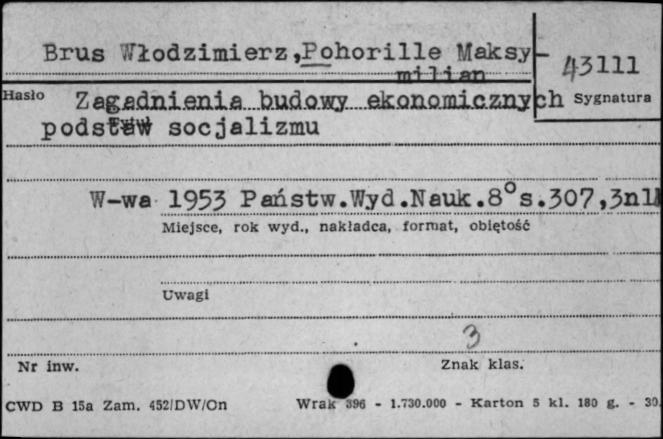 Brus Włodzimierz,Pohorille Maksy-
milian
43111
Hasło Zagadnienia budowy ekonomicznych Sygnatura
podstaw socjalizmu
W-wa 1953 Państw.Wyd.Nauk.8°s.307,3nl
Miejsce, rok wyd., nakładca, format, objętość
Uwagi
3
Nr inw. Znak klas.
CWD B 15a Zam. 452/DW/On Wrak 396 - 1.730.000 - Karton 5 kl. 180 g. - 30.